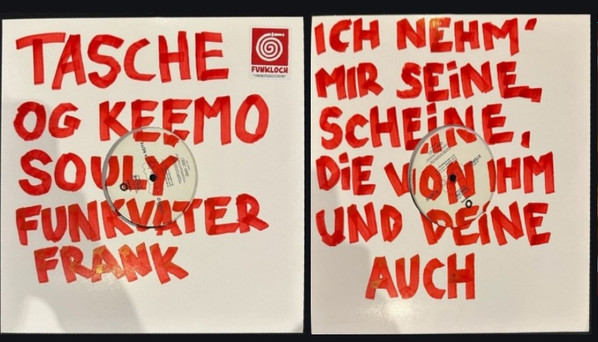 TASCHE
OG KEEMO
SOULY
FUNKVATER
FRANK
FUNKLOCH
ICH NEHM'
MIR SEINE
SCHEINE,
DIE VON IHM
UND DEINE
AUCH